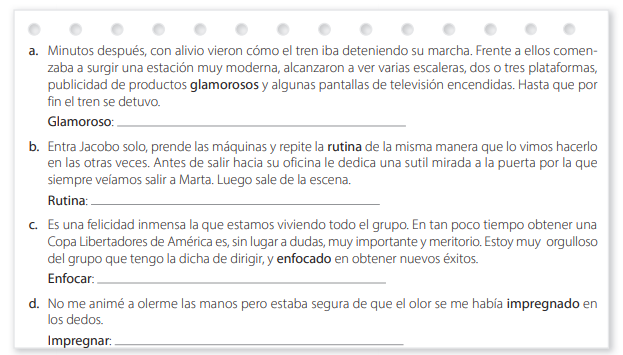 a. Minutos después, con alivio vieron cómo el tren iba deteniendo su marcha. Frente a ellos comen-
zaba a surgir una estación muy moderna, alcanzaron a ver varias escaleras, dos o tres plataformas,
publicidad de productos glamorosos y algunas pantallas de televisión encendidas. Hasta que por
fin el tren se detuvo.
Glamoroso:
b. Entra Jacobo solo, prende las máquinas y repite la rutina de la misma manera que lo vimos hacerlo
en las otras veces. Antes de salir hacia su oficina le dedica una sutil mirada a la puerta por la que
siempre veíamos salir a Marta. Luego sale de la escena.
Rutina:
c. Es una felicidad inmensa la que estamos viviendo todo el grupo. En tan poco tiempo obtener una
Copa Libertadores de América es, sin lugar a dudas, muy importante y meritorio. Estoy muy orgulloso
del grupo que tengo la dicha de dirigir, y enfocado en obtener nuevos éxitos.
Enfocar:
d. No me animé a olerme las manos pero estaba segura de que el olor se me había impregnado en
los dedos.
Impregnar: